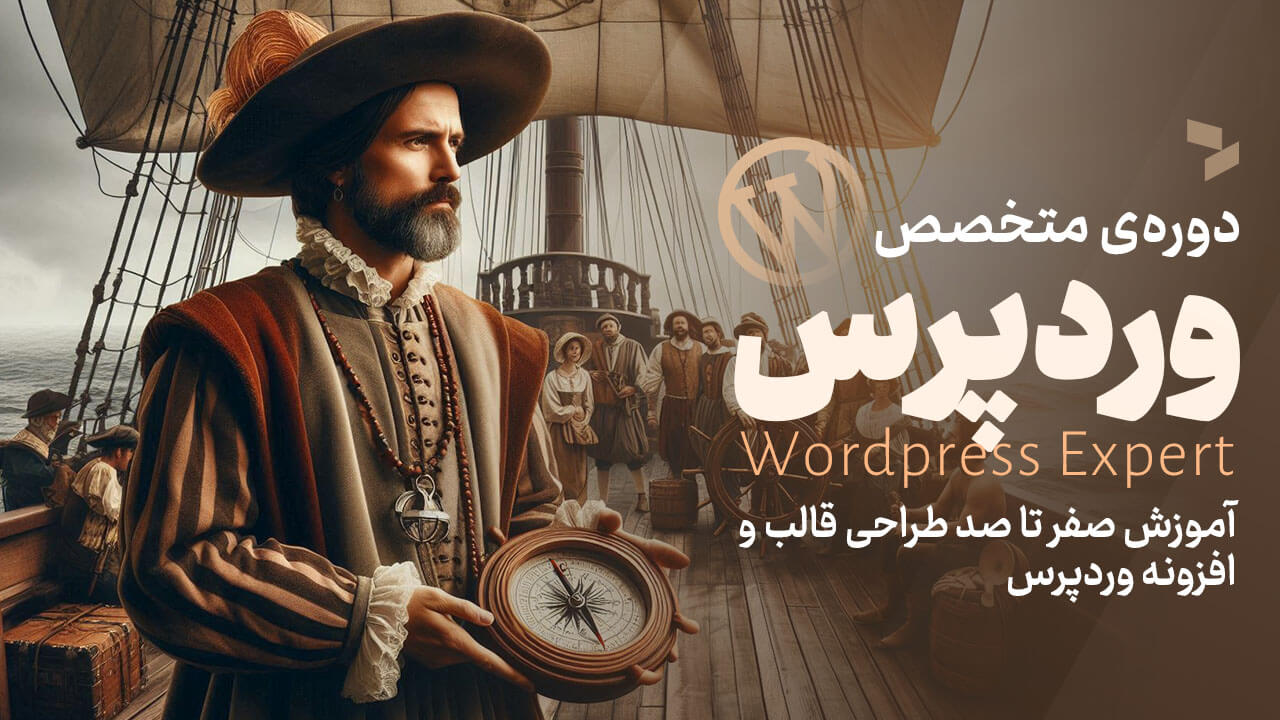 دوره‌ی متخصص
وردپرس
Wordpress Expert
آموزش صفر تا صد طراحی قالب و
افزونه وردپرس